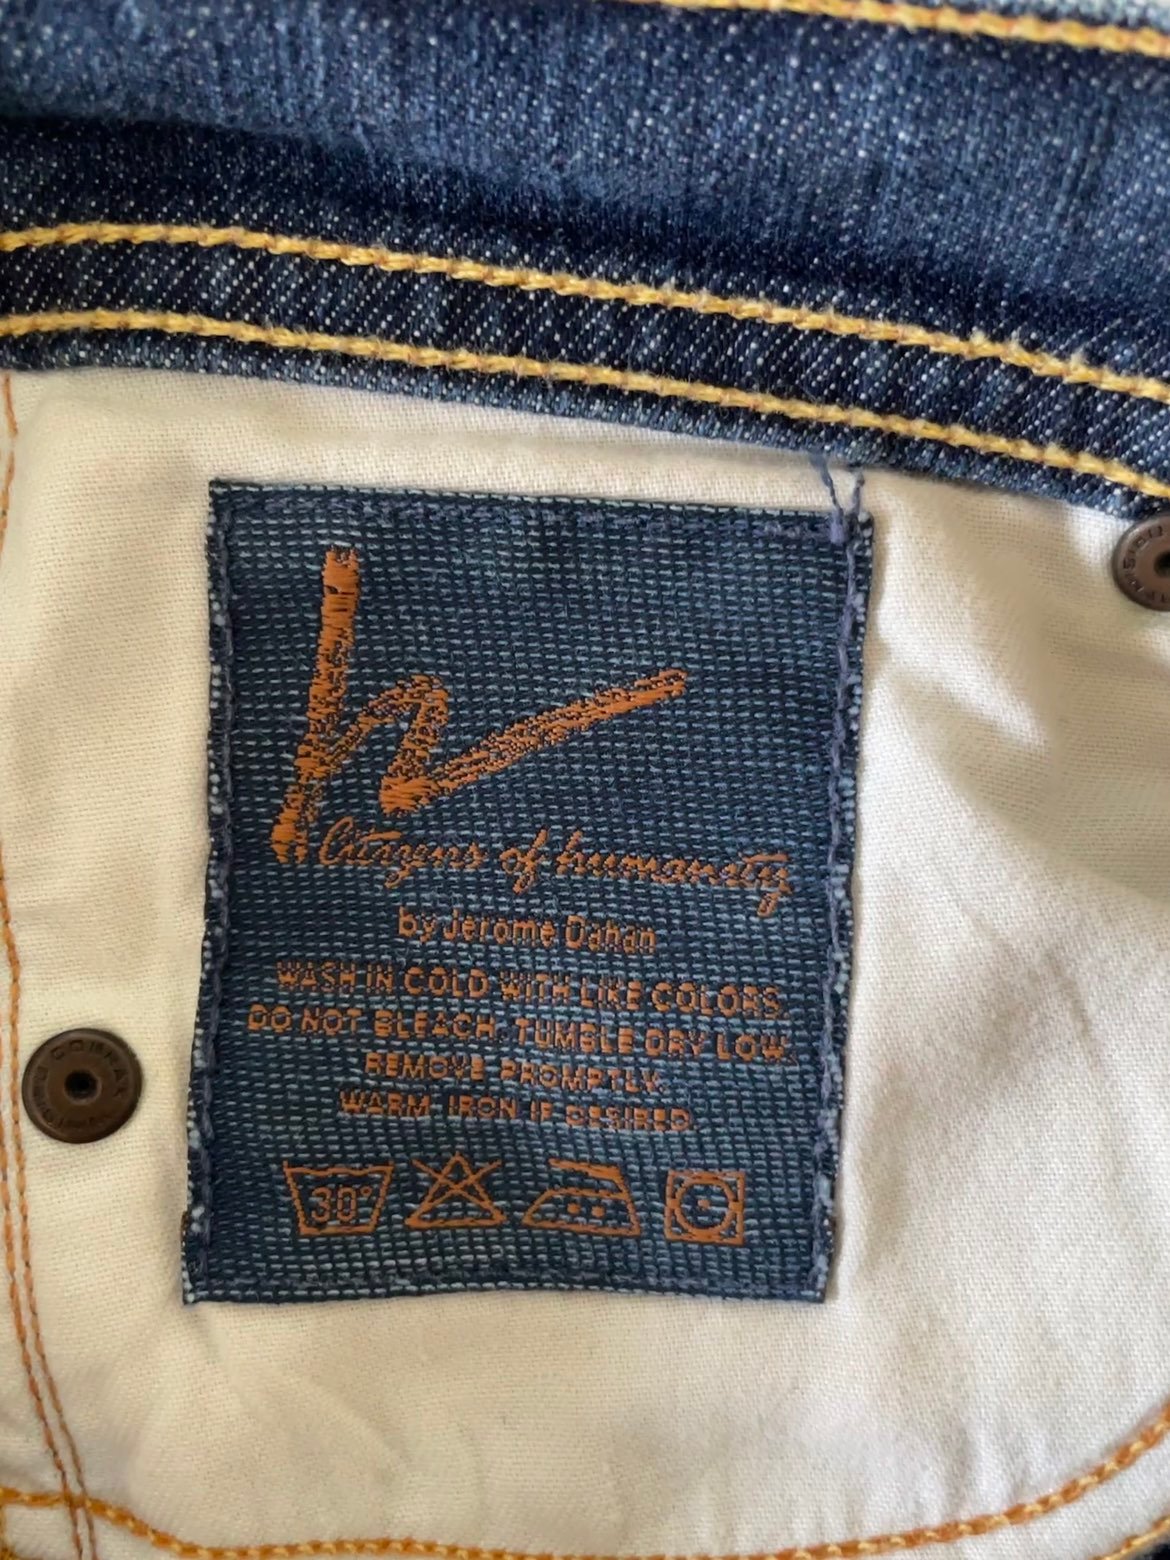 h
Citizens of humanity
by Jerome Dahan
WASH IN COLD WITH LIKE COLORS.
DO NOT BLEACH. TUMBLE DRY LOW.
REMOVE PROMPTLY.
WARM IRON IF DESIRED.
30°
COMPANY